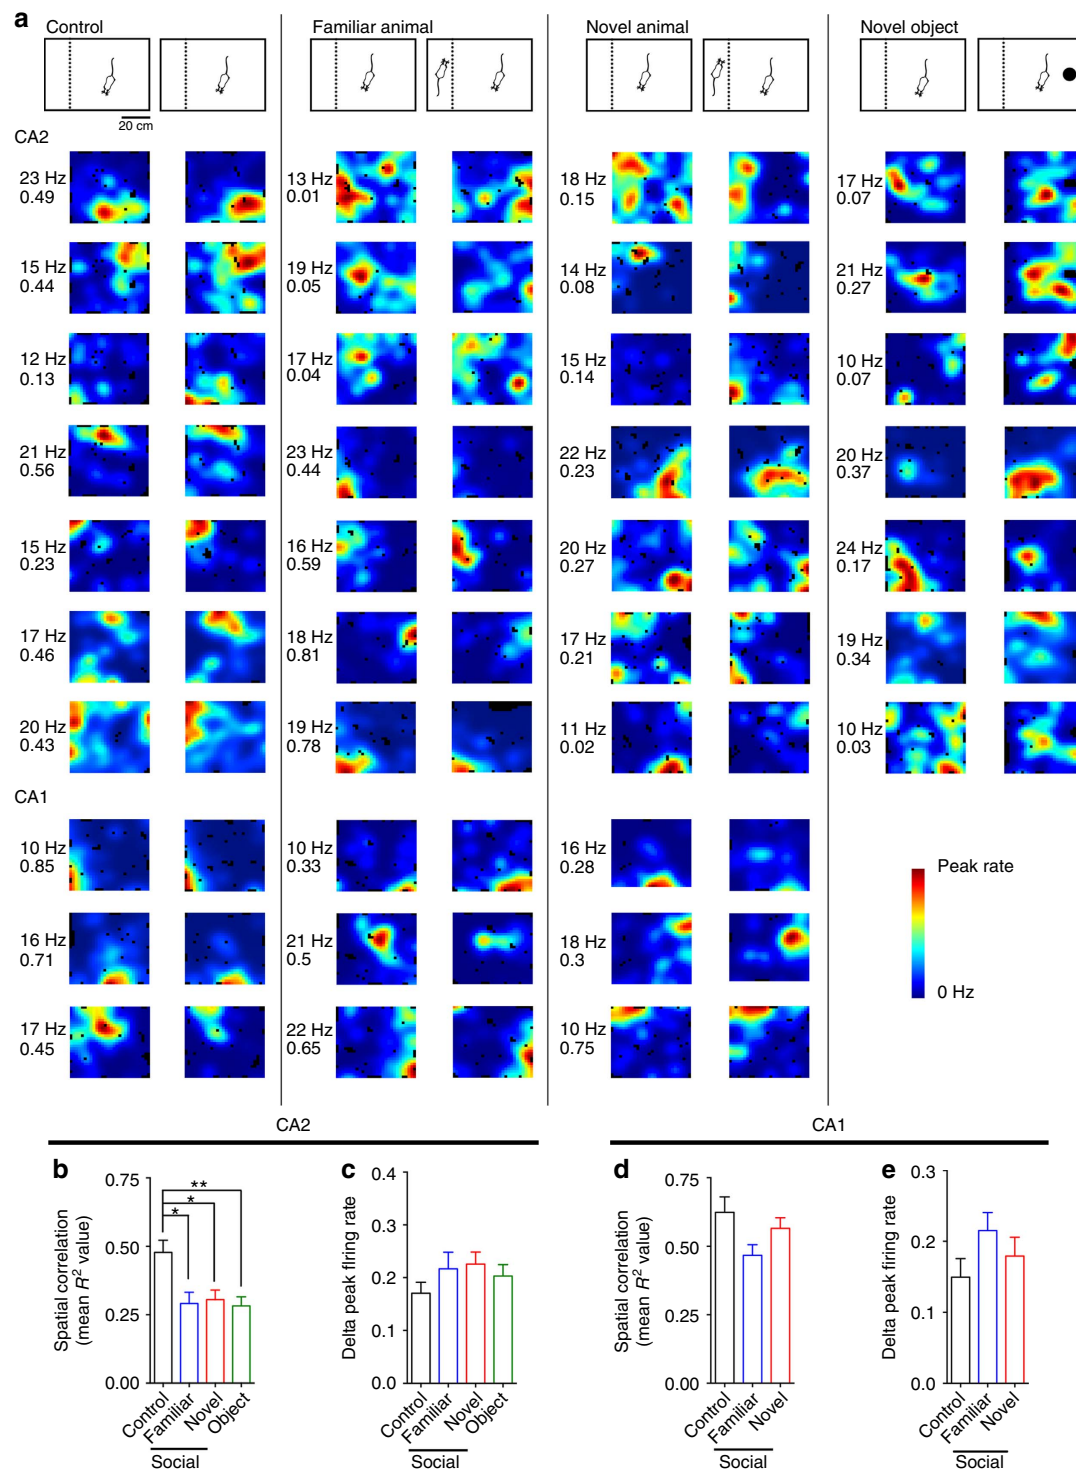 a
Control
Familiar animal
Novel animal
Novel object
20 cm
CA2
23 Hz
0.49
13 Hz
0.01
18 Hz
0.15
17 Hz
0.07
15 Hz
0.44
19 Hz
0.05
14 Hz
0.08
21 Hz
0.27
12 Hz
0.13
17 Hz
0.04
15 Hz
0.14
10 Hz
0.07
21 Hz
0.56
23 Hz
0.44
22 Hz
0.23
20 Hz
0.37
15 Hz
0.23
16 Hz
0.59
20 Hz
0.27
24 Hz
0.17
17 Hz
0.46
18 Hz
0.81
17 Hz
0.21
19 Hz
0.34
20 Hz
0.43
19 Hz
0.78
11 Hz
0.02
10 Hz
0.03
CA1
10 Hz
0.85
10 Hz
0.33
16 Hz
0.28
16 Hz
0.71
21 Hz
0.5
18 Hz
0.3
17 Hz
0.45
22 Hz
0.65
10 Hz
0.75
Peak rate
0 Hz
CA2
CA1
b
Spatial correlation
(mean R² value)
0.75
0.50
0.25
0.00
**
*
*
Control
Familiar
Novel
Object
Social
c
Delta peak firing rate
0.4
0.3
0.2
0.1
0.0
Control
Familiar
Novel
Object
Social
d
Spatial correlation
(mean R² value)
0.75
0.50
0.25
0.00
Control
Familiar
Novel
Social
e
Delta peak firing rate
0.3
0.2
0.1
0.0
Control
Familiar
Novel
Social